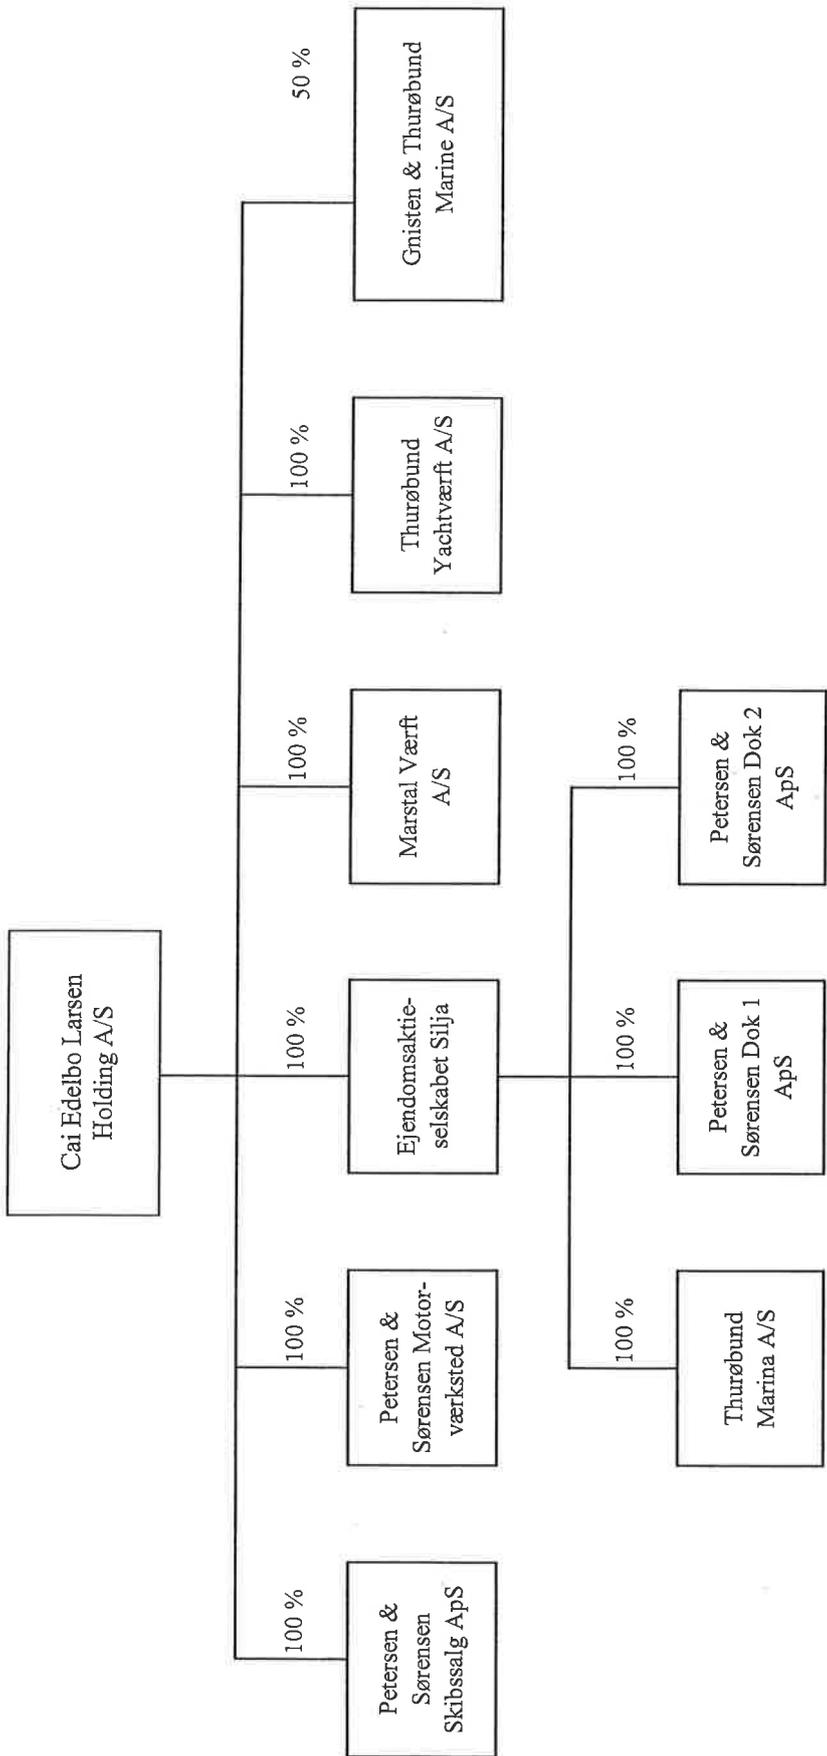 Cai Edelbo Larsen
Holding A/S
100 %
Petersen &
Sørensen
Skibssalg ApS
100 %
Petersen &
Sørensen Motor-
værksted A/S
100 %
Ejendomsaktie-
selskabet Silja
100 %
Marstal Værft
A/S
100 %
Thurøbund
Yachtværft A/S
50 %
Gnisten & Thurøbund
Marine A/S
100 %
Thurøbund
Marina A/S
100 %
Petersen &
Sørensen Dok 1
ApS
100 %
Petersen &
Sørensen Dok 2
ApS